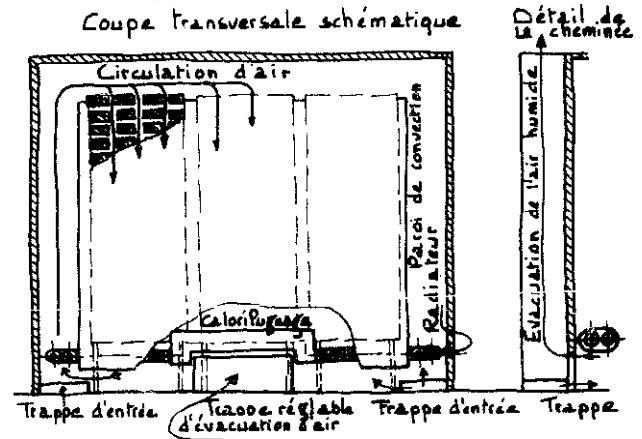 Coupe transversale schématique
Détail de
la cheminée
Circulation d'air
Paroi de convection
Radiateur
Evacuation de l'air humide
calorifugeage
Trappe d'entrée
Trappe réglable
d'évacuation d'air
Trappe d'entrée
Trappe